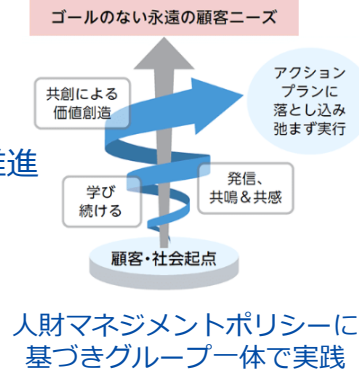 ゴールのない永遠の顧客ニーズ
アクション
プランに
落とし込み
弛まず実行
共創による
価値創造
推進
学び
続ける
発信、
共鳴＆共感
顧客・社会起点
人財マネジメントポリシーに
基づきグループ一体で実践